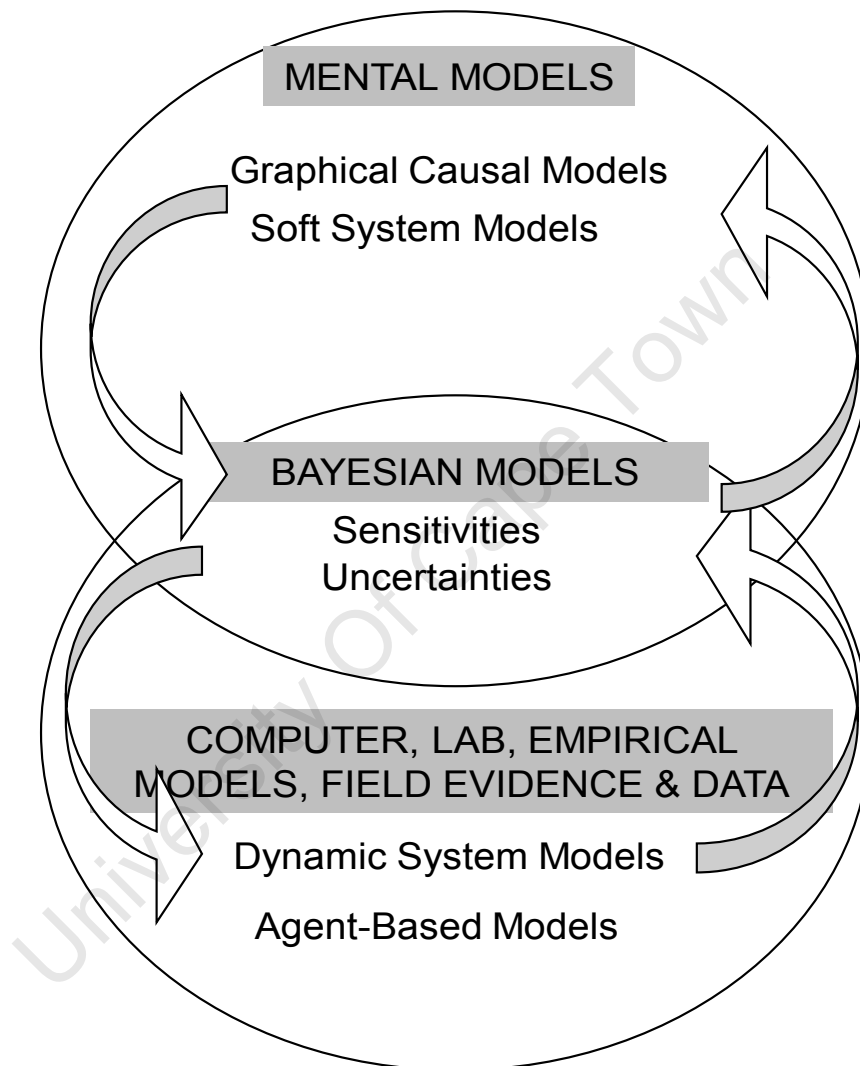 MENTAL MODELS
Graphical Causal Models
Soft System Models
BAYESIAN MODELS
Sensitivities
Uncertainties
COMPUTER, LAB, EMPIRICAL
MODELS, FIELD EVIDENCE & DATA
Dynamic System Models
Agent-Based Models
University Of Cape Town